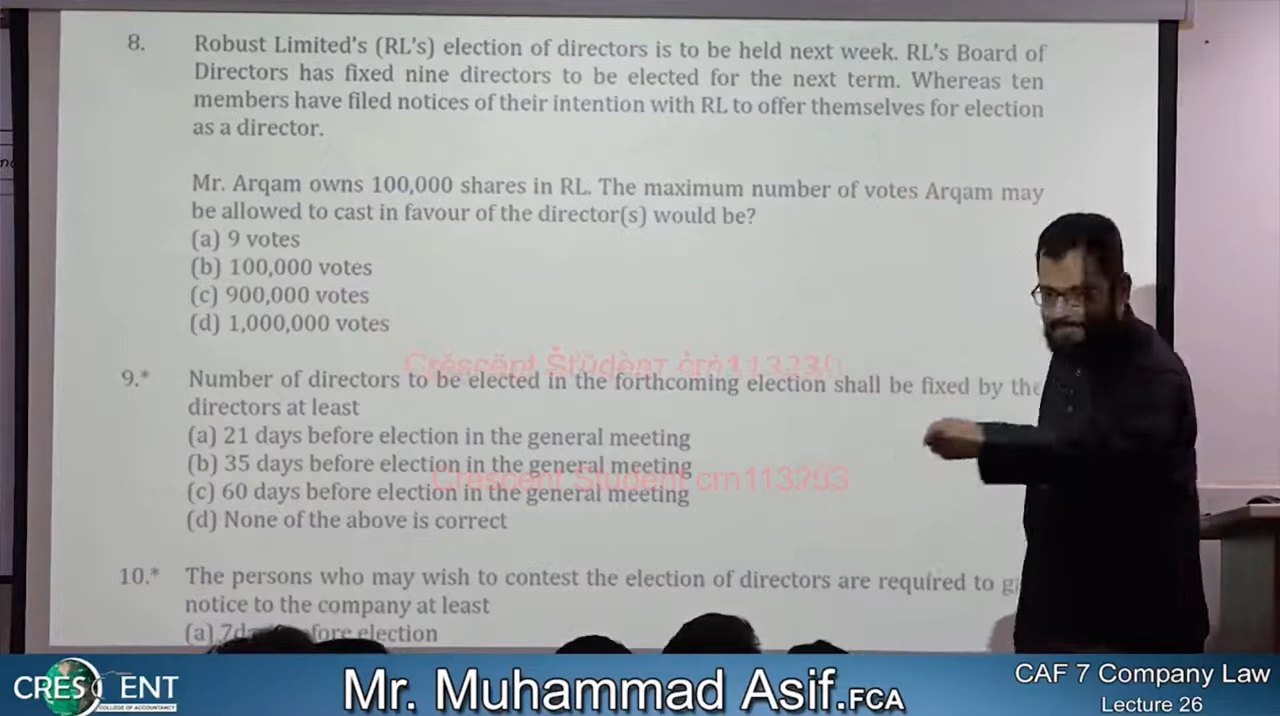 8. Robust Limited's (RL's) election of directors is to be held next week. RL's Board of
Directors has fixed nine directors to be elected for the next term. Whereas ten
members have filed notices of their intention with RL to offer themselves for election
as a director.
Mr. Arqam owns 100,000 shares in RL. The maximum number of votes Arqam may
be allowed to cast in favour of the director(s) would be?
(a) 9 votes
(b) 100,000 votes
(c) 900,000 votes
(d) 1,000,000 votes
9.* Number of directors to be elected in the forthcoming election shall be fixed by the
directors at least
(a) 21 days before election in the general meeting
(b) 35 days before election in the general meeting
Crescent Student
(c) 60 days before election in the general meeting
(d) None of the above is correct
10.* The persons who may wish to contest the election of directors are required to
notice to the company at least
(a) election
CRESCENT
COLLEGE OF ACCOUNTANCY
Mr. Muhammad Asif.FCA
CAF 7 Company Law
Lecture 26